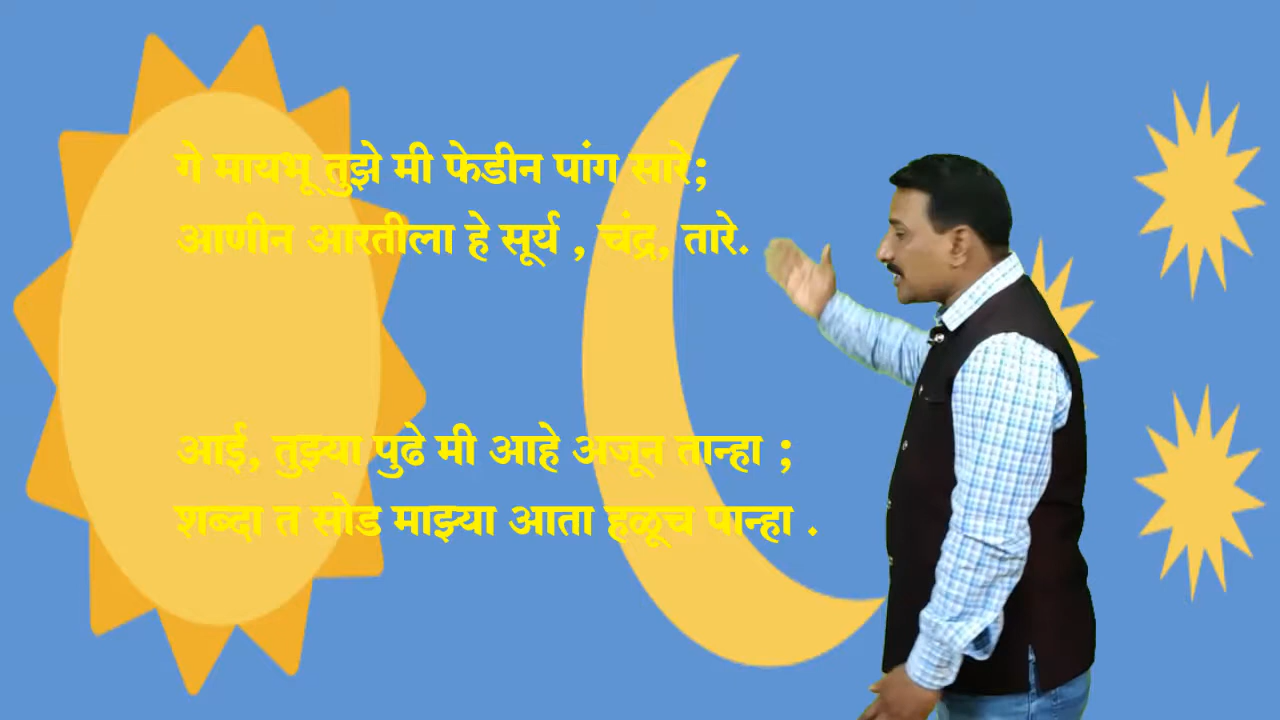 गे मायभू तुझे मी फेडीन पांग सारे;
आणीन आरतीला हे सूर्य , चंद्र, तारे.
आई, तुझ्या पुढे मी आहे अजून तान्हा ;
शब्दा त सोड माझ्या आता हळूच पान्हा .